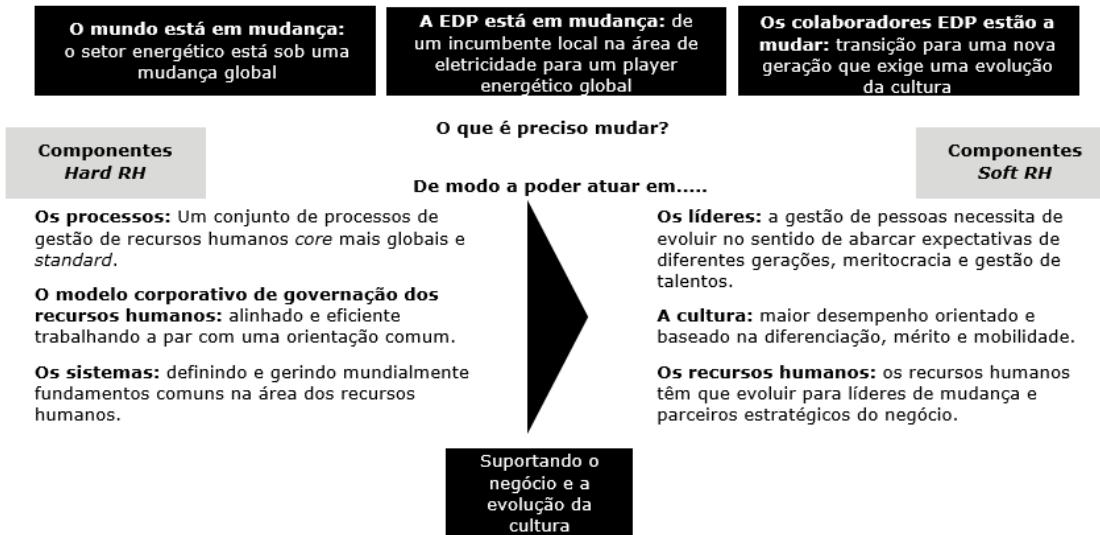 O mundo está em mudança:
o setor energético está sob uma
mudança global
A EDP está em mudança: de
um incumbente local na área de
eletricidade para um player
energético global
Os colaboradores EDP estão a
mudar: transição para uma nova
geração que exige uma evolução
da cultura
O que é preciso mudar?
Componentes
Hard RH
Componentes
Soft RH
De modo a poder atuar em.....
Os processos: Um conjunto de processos de
gestão de recursos humanos core mais globais e
standard.
O modelo corporativo de governação dos
recursos humanos: alinhado e eficiente
trabalhando a par com uma orientação comum.
Os sistemas: definindo e gerindo mundialmente
fundamentos comuns na área dos recursos
humanos.
Os líderes: a gestão de pessoas necessita de
evoluir no sentido de abarcar expectativas de
diferentes gerações, meritocracia e gestão de
talentos.
A cultura: maior desempenho orientado e
baseado na diferenciação, mérito e mobilidade.
Os recursos humanos: os recursos humanos
têm que evoluir para líderes de mudança e
parceiros estratégicos do negócio.
Suportando o
negócio e a
evolução da
cultura